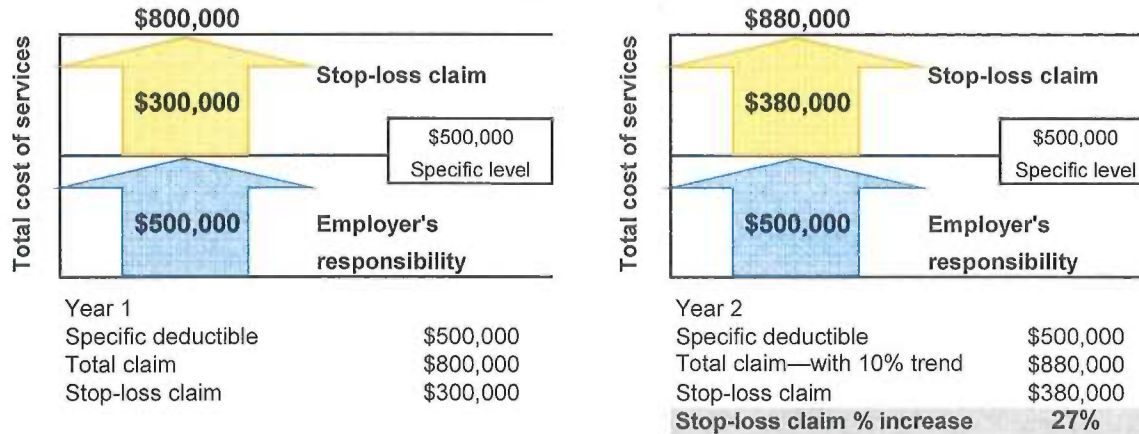 $800,000
Total cost of services
Stop-loss claim
$300,000
$500,000
Specific level
$500,000
Employer's
responsibility
Year 1
Specific deductible $500,000
Total claim $800,000
Stop-loss claim $300,000
$880,000
Total cost of services
Stop-loss claim
$380,000
$500,000
Specific level
$500,000
Employer's
responsibility
Year 2
Specific deductible $500,000
Total claim—with 10% trend $880,000
Stop-loss claim $380,000
Stop-loss claim % increase 27%